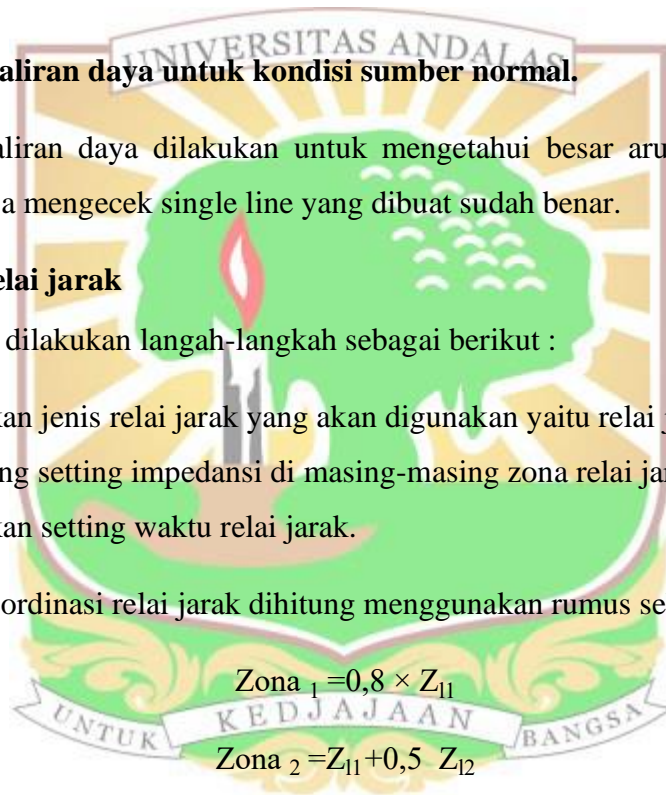 UNIVERSITAS ANDALAS
aliran daya untuk kondisi sumber normal.
aliran daya dilakukan untuk mengetahui besar aru
a mengecek single line yang dibuat sudah benar.
elai jarak
dilakukan langah-langkah sebagai berikut :
kan jenis relai jarak yang akan digunakan yaitu relai j
ng setting impedansi di masing-masing zona relai jar
kan setting waktu relai jarak.
ordinasi relai jarak dihitung menggunakan rumus se
Zona 1 =0,8 × Zl1
UNTUK KEDJAJAAN BANGSA
Zona 2 =Zl1+0,5 Zl2